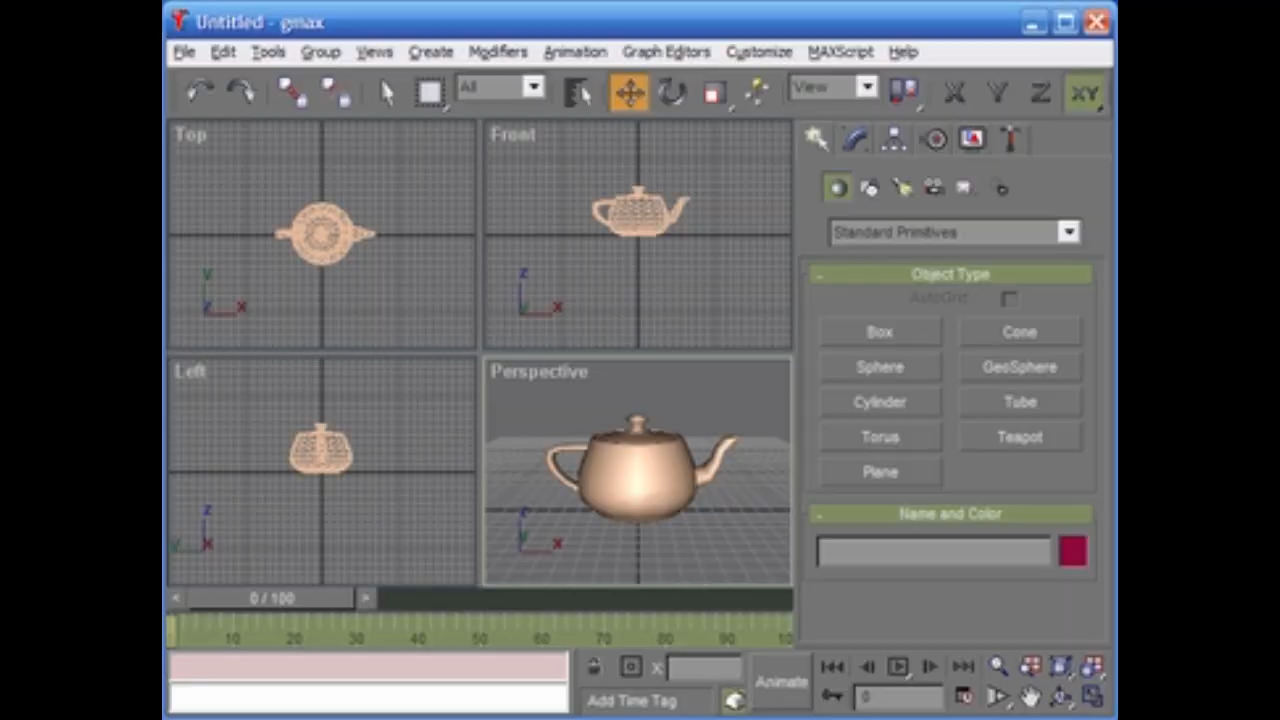 Untitled - gmax
File Edit Tools Group Views Create Modifiers Animation Graph Editors Customize MAXScript Help
All View X Y Z XY
Top Front
Standard Primitives
Object Type
AutoGrid
Box Cone
Sphere GeoSphere
Cylinder Tube
Torus Teapot
Plane
Left Perspective
Name and Color
z y x
z x
z y x
z y x
< 0 / 100 >
10 20 30 40 50 60 70 80 90 10
X:
Animate
Add Time Tag
0